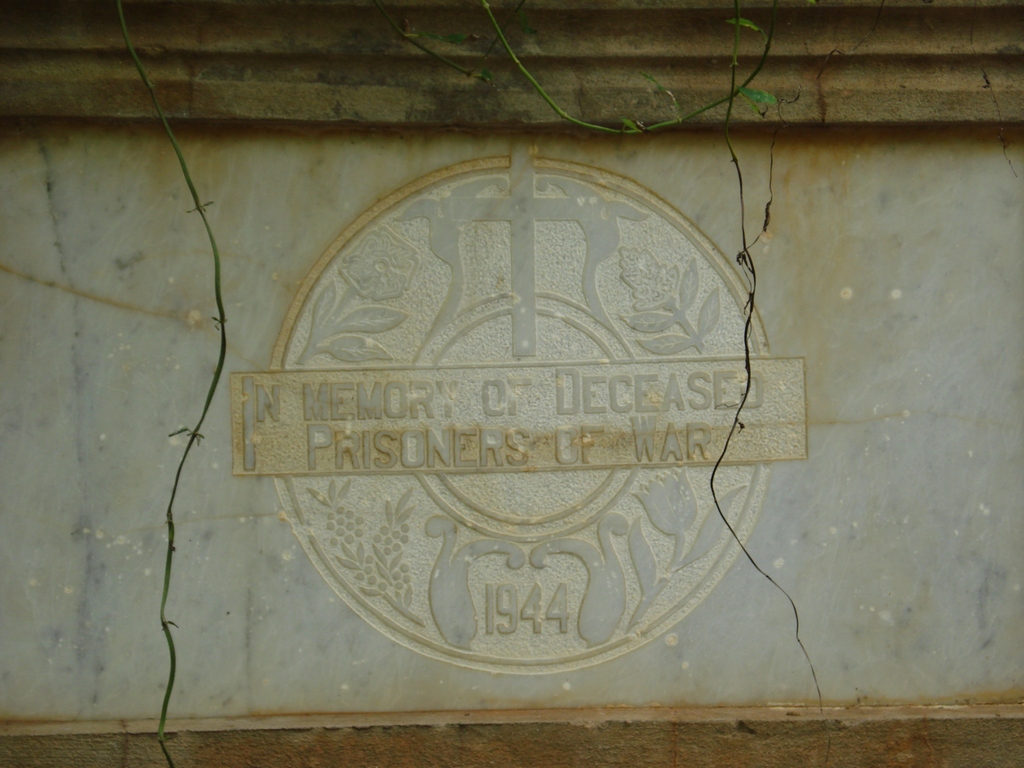 IN MEMORY OF DECEASED
PRISONERS OF WAR
1944